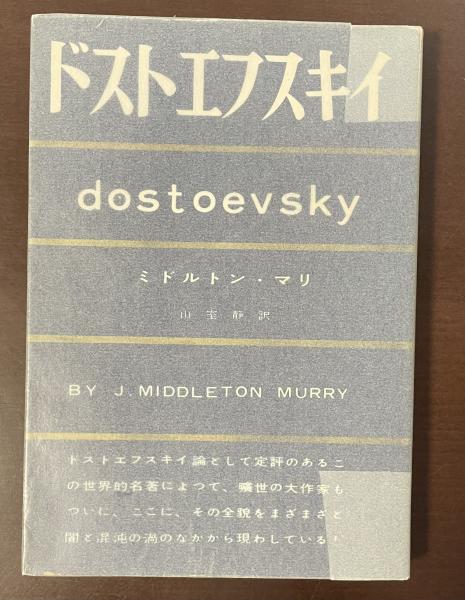 ドストエフスキイ
dostoevsky
ミドルトン・マリ
山室静訳
BY J. MIDDLETON MURRY
ドストエフスキイ論として定評のあるこ
の世界的名著によつて、曠世の大作家も
ついに、ここに、その全貌をまざまざと
闇と混沌の渦のなかから現わしている!